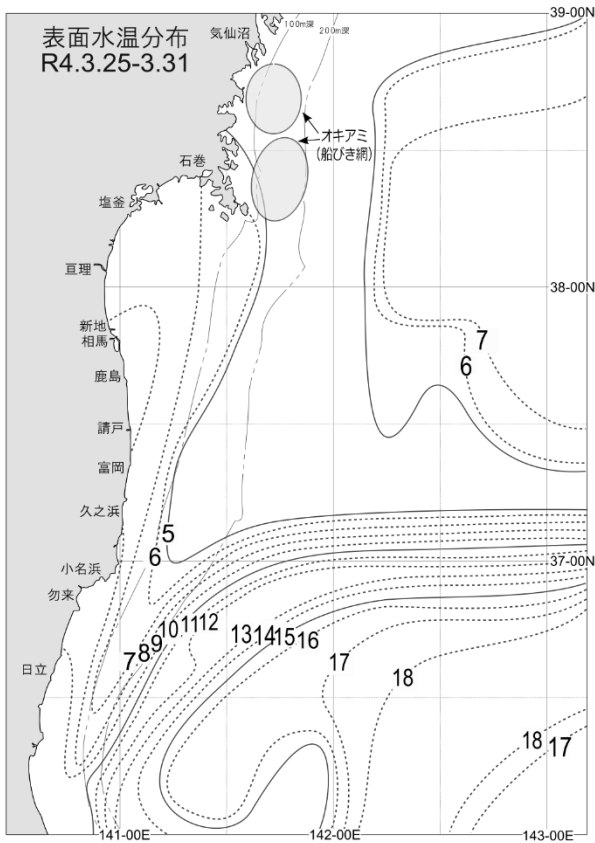 表面水温分布
R4.3.25-3.31
気仙沼
100m深
200m深
39-00N
オキアミ
(船びき網)
石巻
塩釜
亘理
38-00N
新地
相馬
鹿島
請戸
富岡
久之浜
小名浜
勿来
日立
7
6
5
6
37-00N
7
8
9
10
11
12
13
14
15
16
17
18
18
17
141-00E
142-00E
143-00E